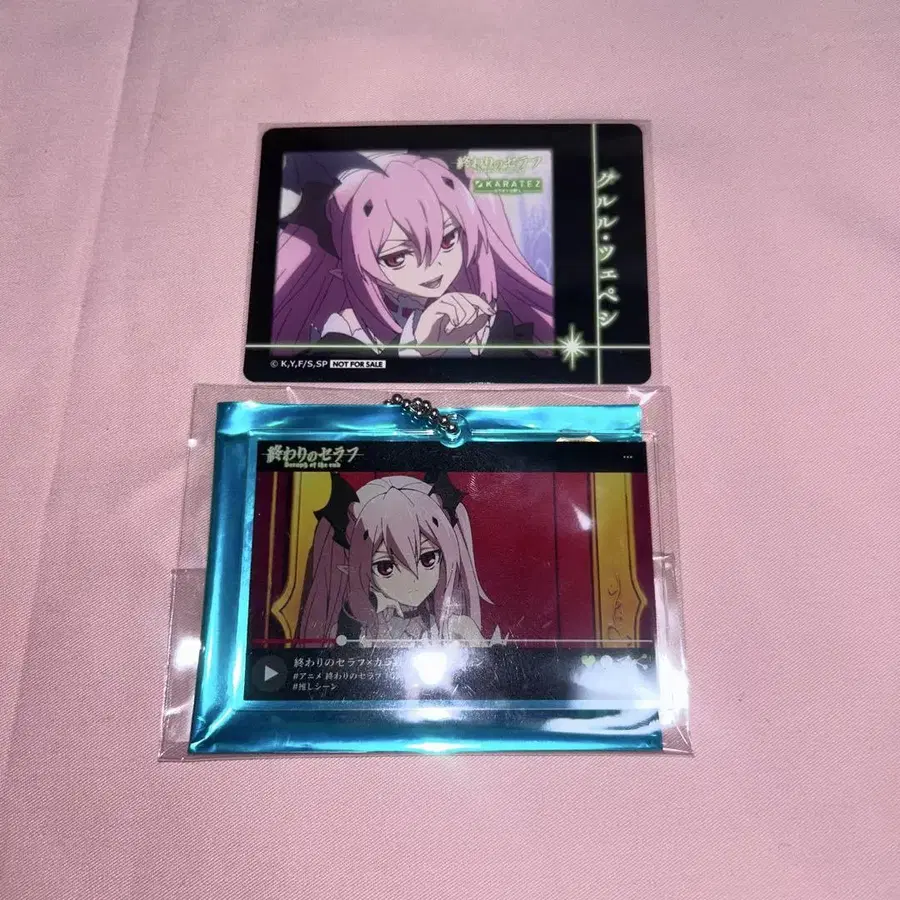 終わりのセラフ
KARATEZ
クルル・ツェペシ
© K,Y,F/S,SP NOT FOR SALE
終わりのセラフ
Seraph of the end
終わりのセラフ×カラ
#アニメ 終わりのセラフ
#推しシーン